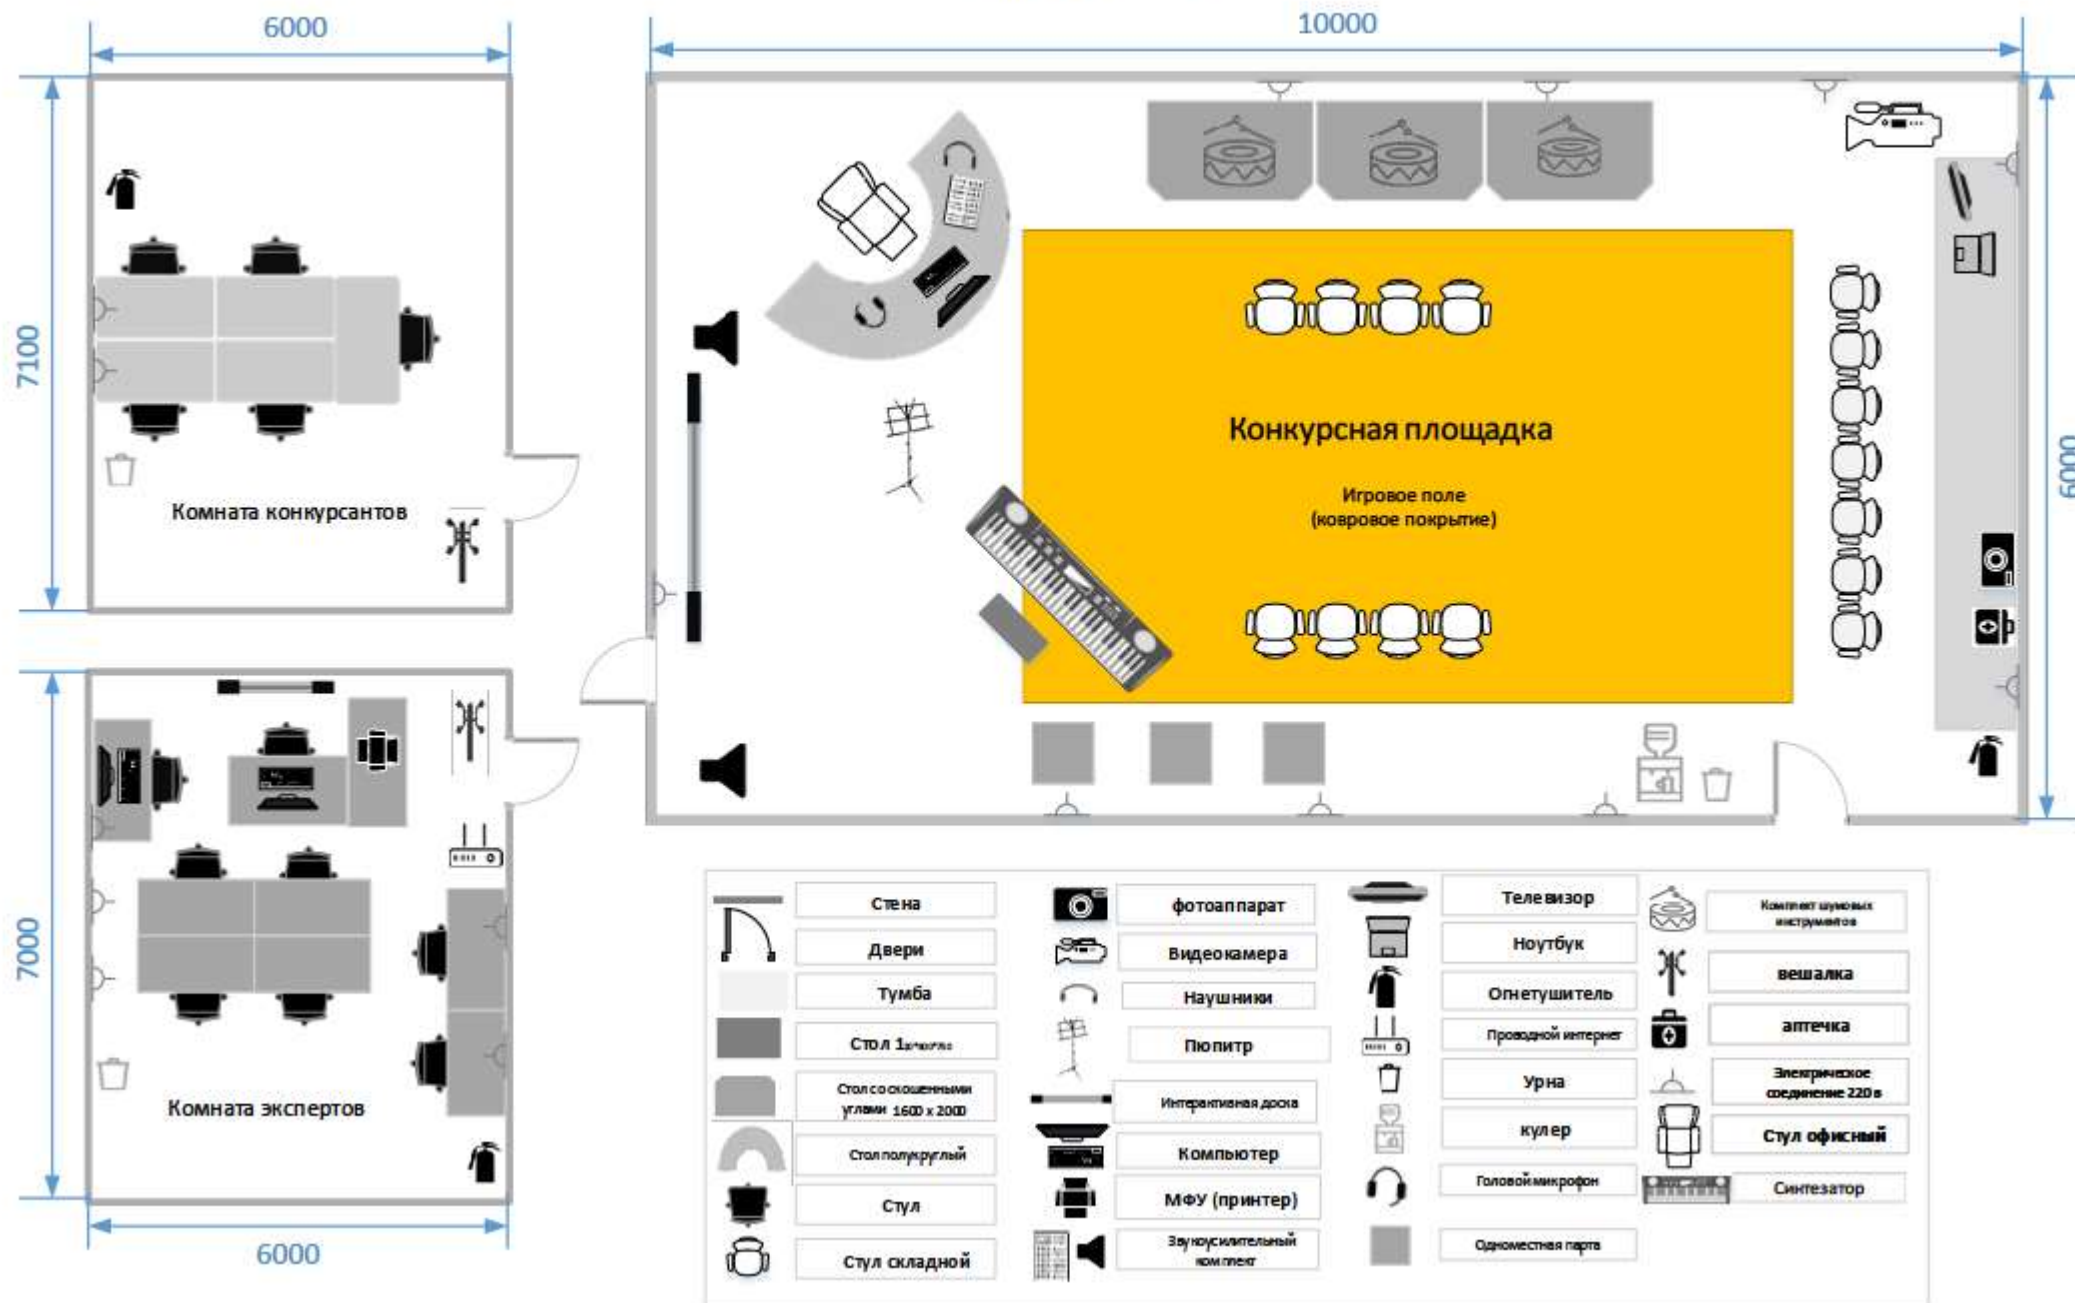 6000
10000
7100
6000
Конкурсная площадка
Игровое поле
(ковровое покрытие)
Комната конкурсантов
7000
Комната экспертов
6000
Стена
Двери
Тумба
Стол 1
Стол со скошенными
углами 1600 х 2000
Стол полукруглый
Стул
Стул складной
фотоаппарат
Видеокамера
Наушники
Пюпитр
Интерактивная доска
Компьютер
МФУ (принтер)
Звукоусилительный
комплект
Телевизор
Ноутбук
Огнетушитель
Проводной интернет
Урна
кулер
Головой микрофон
Одноместная парта
Комплект шумовых
инструментов
вешалка
аптечка
Электрическое
соединение 220 в
Стул офисный
Синтезатор